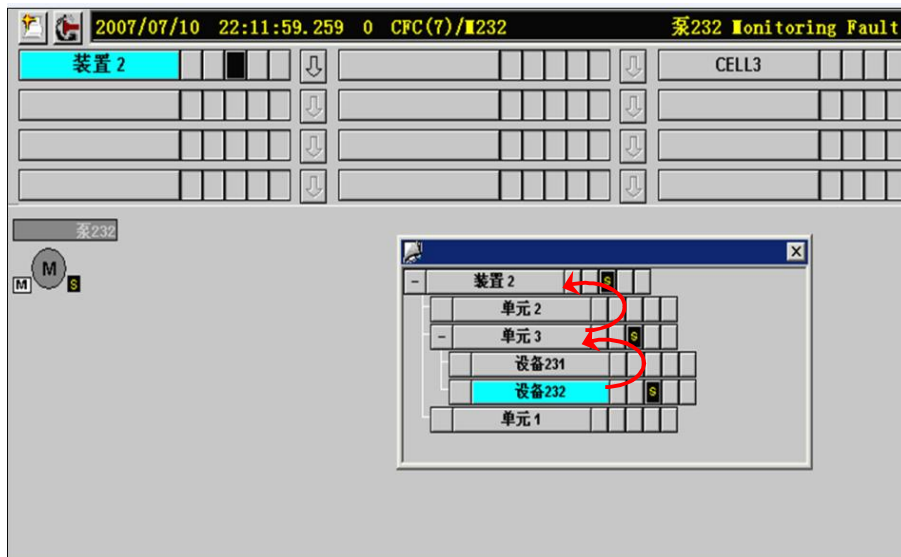 2007/07/10 22:11:59.259 0 CFC(7)/M232 泵232 Monitoring Fault
装置 2 CELL3
泵232
M
M S
装置 2 S
单元 2
单元 3 S
设备231
设备232 S
单元 1